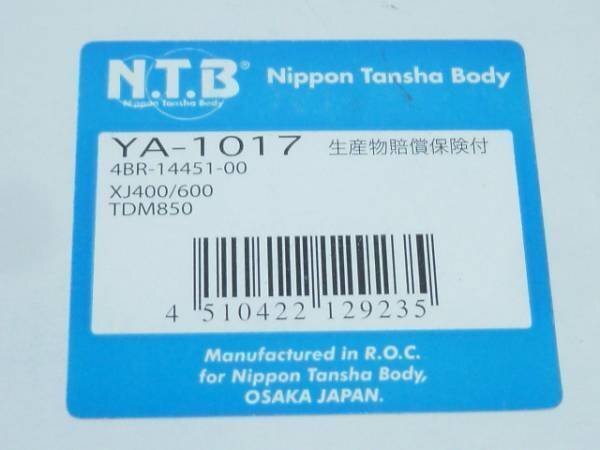 N.T.B® Nippon Tansha Body
Nippon Tansha Body
YA-1017 生産物賠償保険付
4BR-14451-00
XJ400/600
TDM850
4 510422 129235
Manufactured in R.O.C.
for Nippon Tansha Body,
OSAKA JAPAN.